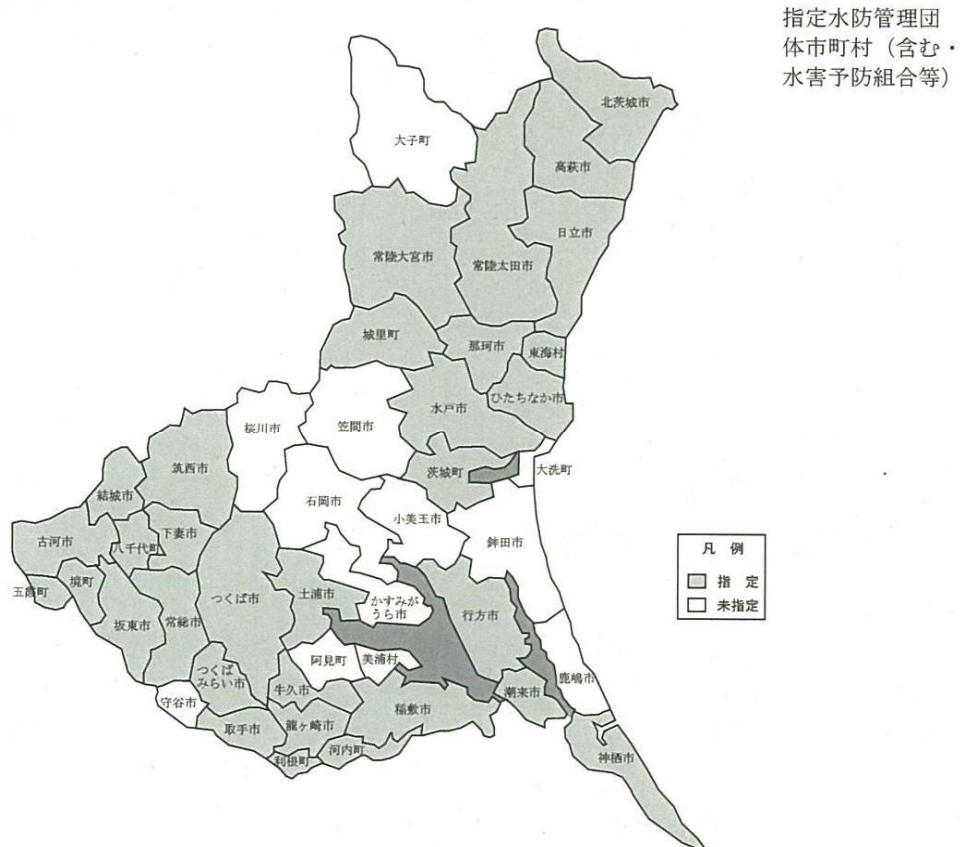 指定水防管理団
体市町村（含む・
水害予防組合等）
北茨城市
大子町
高萩市
日立市
常陸大宮市
常陸太田市
城里町
那珂市
東海村
ひたちなか市
水戸市
桜川市
笠間市
茨城町
大洗町
筑西市
結城市
石岡市
小美玉市
鉾田市
古河市
八千代町
下妻市
凡例
指定
未指定
玉霞町
境町
つくば市
土浦市
かすみが
うら市
行方市
坂東市
常総市
阿見町
美浦村
つくば
みらい市
牛久市
潮来市
鹿嶋市
守谷市
稲敷市
取手市
龍ヶ崎市
河内町
利根町
神栖市